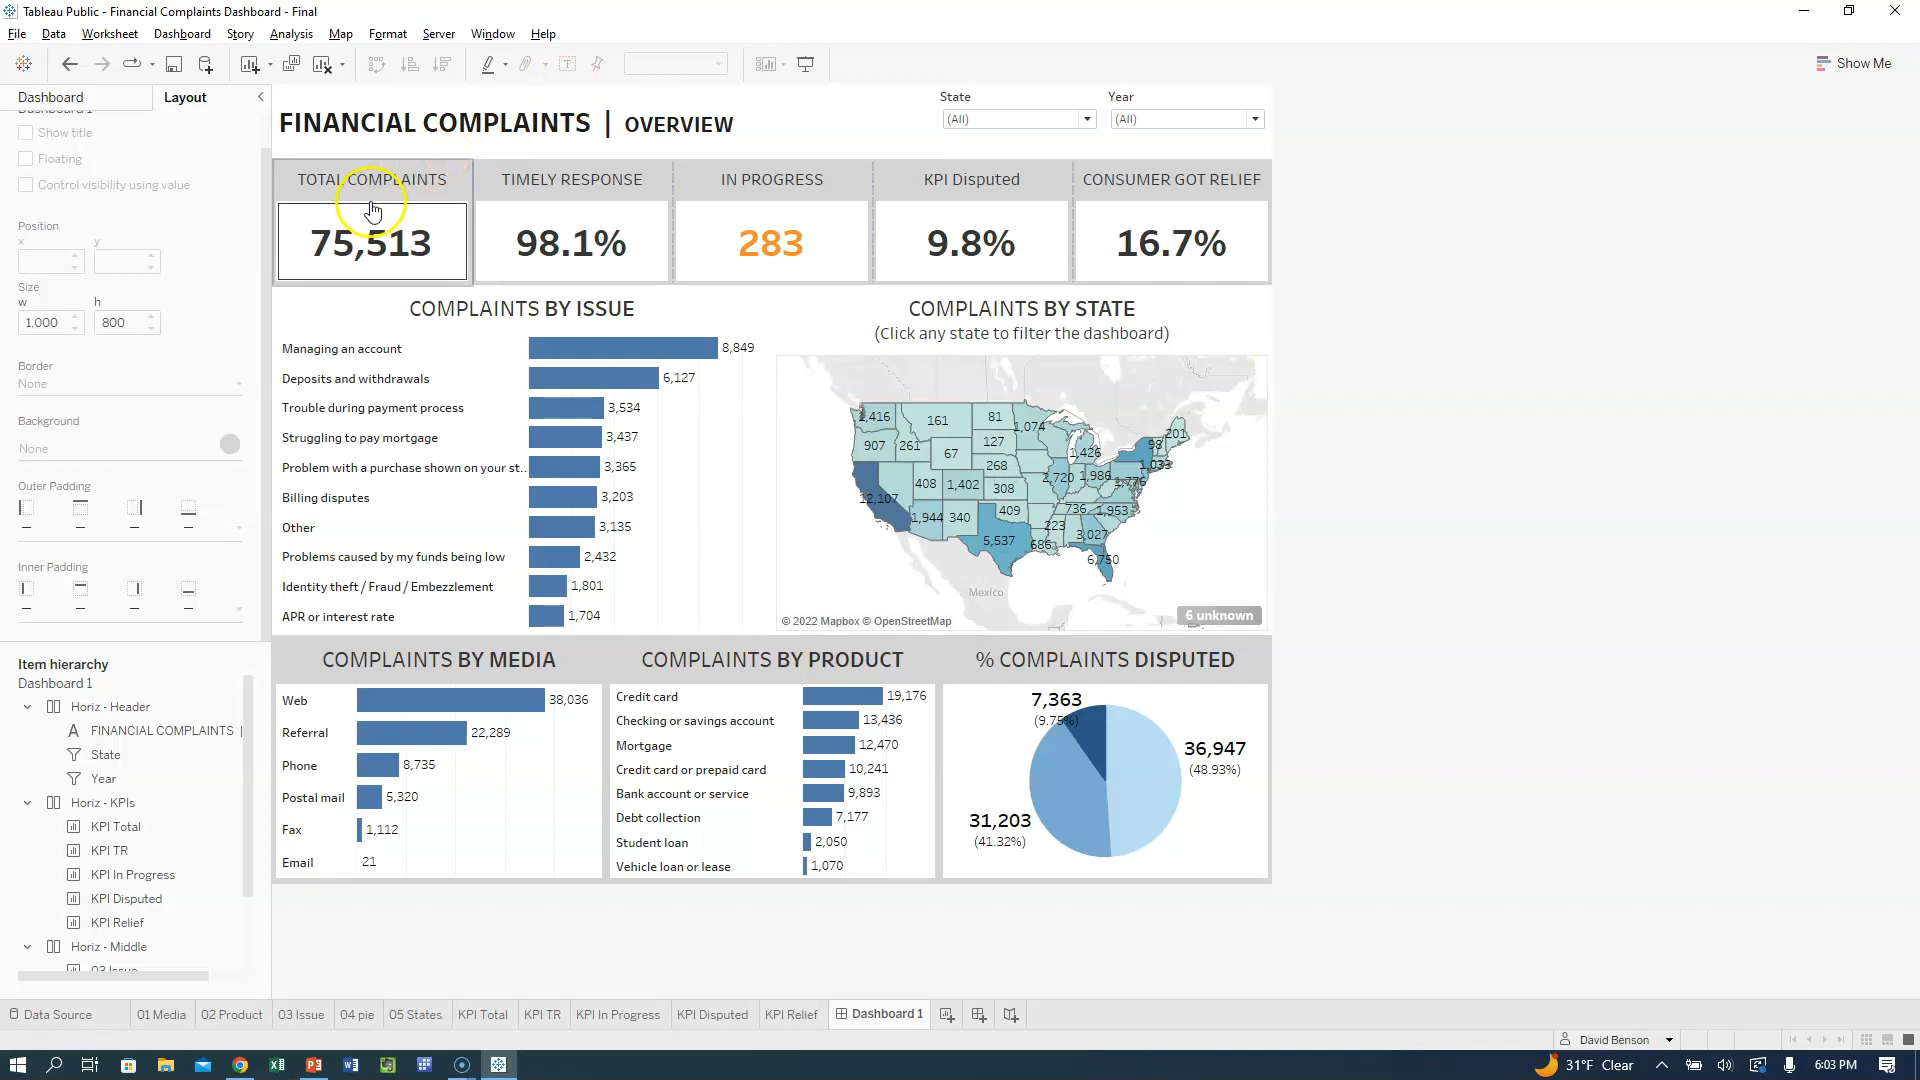 Tableau Public - Financial Complaints Dashboard - Final
File Data Worksheet Dashboard Story Analysis Map Format Server Window Help
Show Me
Dashboard Layout
Dashboard 1
Show title
Floating
Control visibility using value
Position
x y
Size
w h
1,000 800
Border
None
Background
None
Outer Padding
Inner Padding
Item hierarchy
Dashboard 1
Horiz - Header
A FINANCIAL COMPLAINTS |
State
Year
Horiz - KPIs
KPI Total
KPI TR
KPI In Progress
KPI Disputed
KPI Relief
Horiz - Middle
03 Issue
FINANCIAL COMPLAINTS | OVERVIEW
State Year
(All) (All)
TOTAL COMPLAINTS TIMELY RESPONSE IN PROGRESS KPI Disputed CONSUMER GOT RELIEF
75,513 98.1% 283 9.8% 16.7%
COMPLAINTS BY ISSUE
Managing an account 8,849
Deposits and withdrawals 6,127
Trouble during payment process 3,534
Struggling to pay mortgage 3,437
Problem with a purchase shown on your st.. 3,365
Billing disputes 3,203
Other 3,135
Problems caused by my funds being low 2,432
Identity theft / Fraud / Embezzlement 1,801
APR or interest rate 1,704
COMPLAINTS BY STATE
(Click any state to filter the dashboard)
161 81 1,074 201
907 261 67 127 1,426 98
408 1,402 268 308 2,720 1,986 1,776
12,107 1,944 340 409 736 1,953
5,537 223 686 3,027
6,750
Mexico
© 2022 Mapbox © OpenStreetMap
6 unknown
COMPLAINTS BY MEDIA
Web 38,036
Referral 22,289
Phone 8,735
Postal mail 5,320
Fax 1,112
Email 21
COMPLAINTS BY PRODUCT
Credit card 19,176
Checking or savings account 13,436
Mortgage 12,470
Credit card or prepaid card 10,241
Bank account or service 9,893
Debt collection 7,177
Student loan 2,050
Vehicle loan or lease 1,070
% COMPLAINTS DISPUTED
7,363
(9.75%)
36,947
(48.93%)
31,203
(41.32%)
Data Source 01 Media 02 Product 03 Issue 04 pie 05 States KPI Total KPI TR KPI In Progress KPI Disputed KPI Relief Dashboard 1
David Benson
31°F Clear
6:03 PM